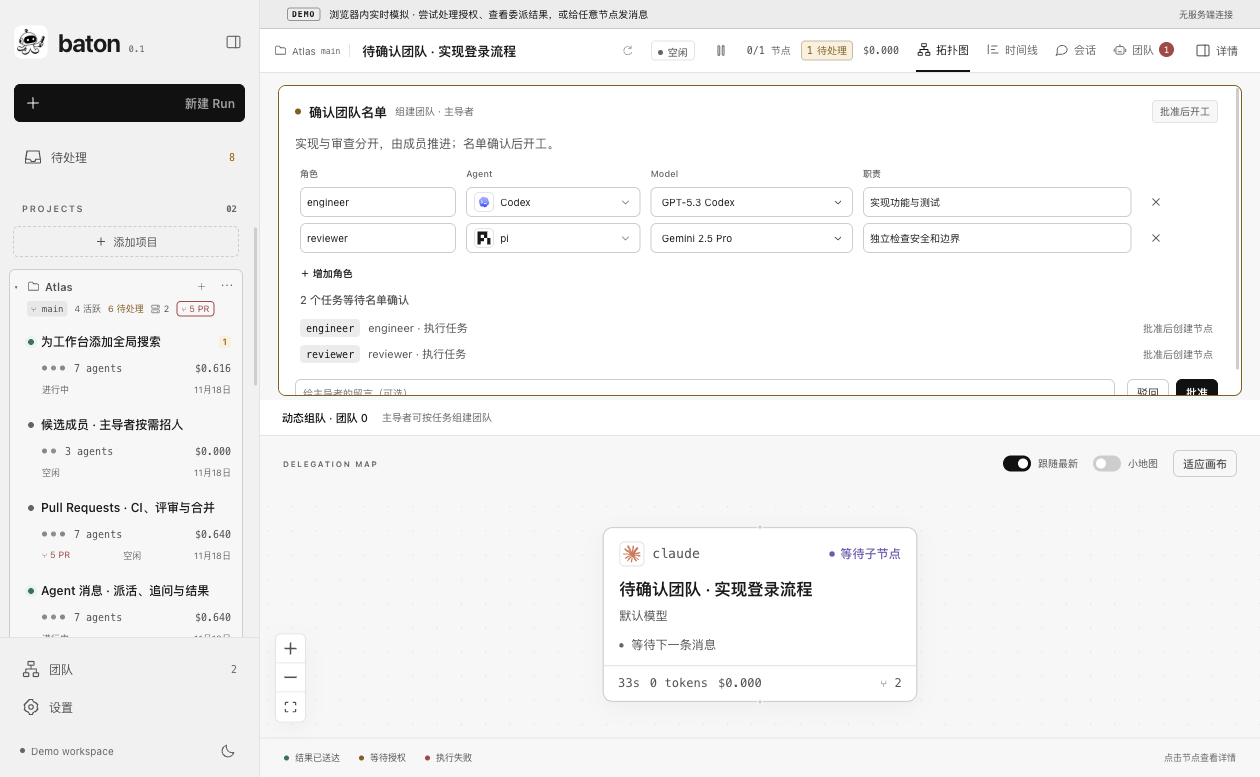 DEMO 浏览器内实时模拟 · 尝试处理授权、查看委派结果，或给任意节点发消息 无服务端连接
baton 0.1
新建 Run
待处理 8
PROJECTS 02
添加项目
Atlas
main 4 活跃 6 待处理 2 5 PR
为工作台添加全局搜索 1
7 agents $0.616
进行中 11月18日
候选成员 · 主导者按需招人
3 agents $0.000
空闲 11月18日
Pull Requests · CI、评审与合并
7 agents $0.640
5 PR 空闲 11月18日
Agent 消息 · 派活、追问与结果
7 agents $0.640
进行中 11月18日
团队 2
设置
Demo workspace
Atlas main 待确认团队 · 实现登录流程 空闲 0/1 节点 1 待处理 $0.000 拓扑图 时间线 会话 团队 1 详情
确认团队名单 组建团队 · 主导者 批准后开工
实现与审查分开，由成员推进；名单确认后开工。
角色 Agent Model 职责
engineer Codex GPT-5.3 Codex 实现功能与测试
reviewer pi Gemini 2.5 Pro 独立检查安全和边界
增加角色
2 个任务等待名单确认
engineer engineer · 执行任务 批准后创建节点
reviewer reviewer · 执行任务 批准后创建节点
给主导者的留言（可选） 驳回 批准
动态组队 · 团队 0 主导者可按任务组建团队
DELEGATION MAP 跟随最新 小地图 适应画布
claude 等待子节点
待确认团队 · 实现登录流程
默认模型
等待下一条消息
33s 0 tokens $0.000 2
结果已送达 等待授权 执行失败 点击节点查看详情